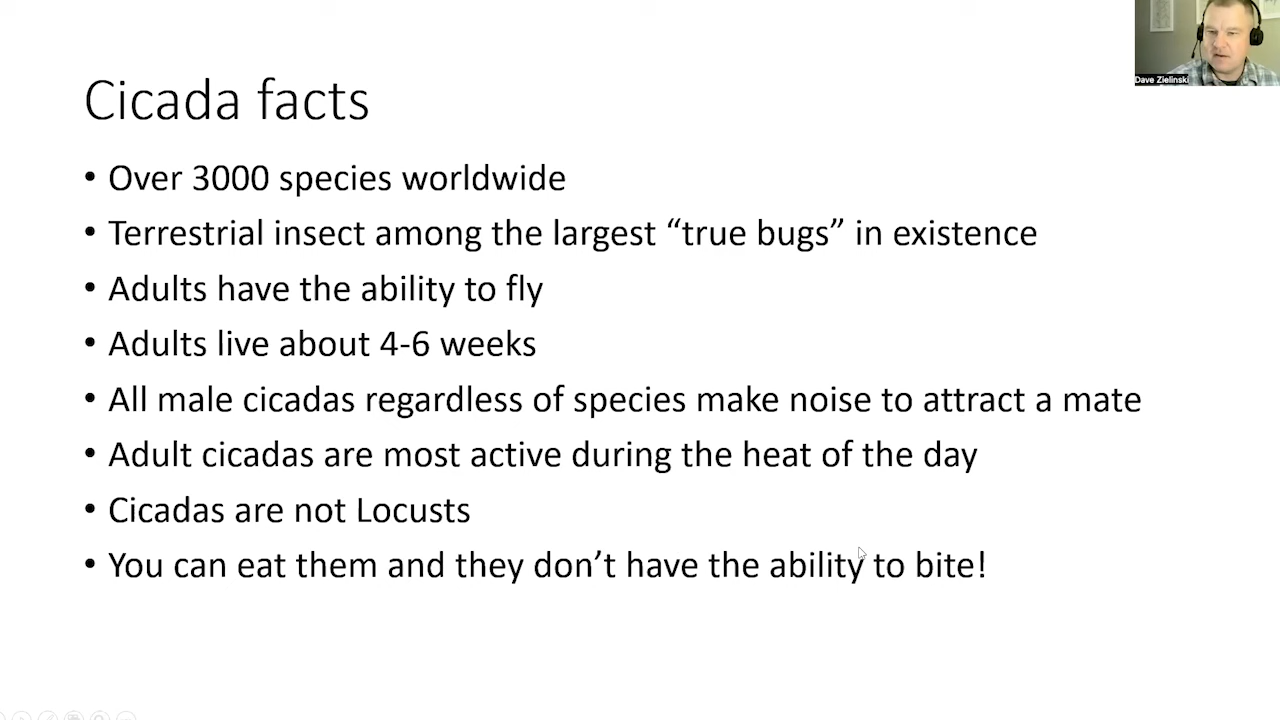 Dave Zielinski
Cicada facts
• Over 3000 species worldwide
• Terrestrial insect among the largest “true bugs” in existence
• Adults have the ability to fly
• Adults live about 4-6 weeks
• All male cicadas regardless of species make noise to attract a mate
• Adult cicadas are most active during the heat of the day
• Cicadas are not Locusts
• You can eat them and they don’t have the ability to bite!